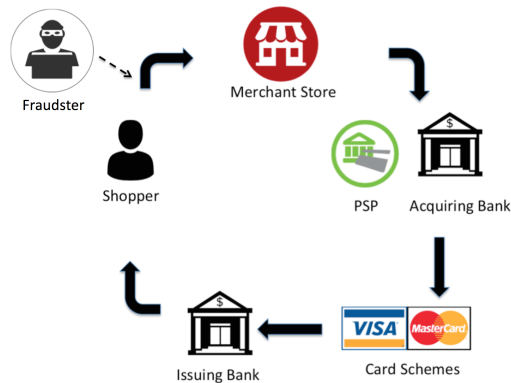 Fraudster
Merchant Store
Shopper
$
PSP
Acquiring Bank
VISA
MasterCard
Card Schemes
$
Issuing Bank